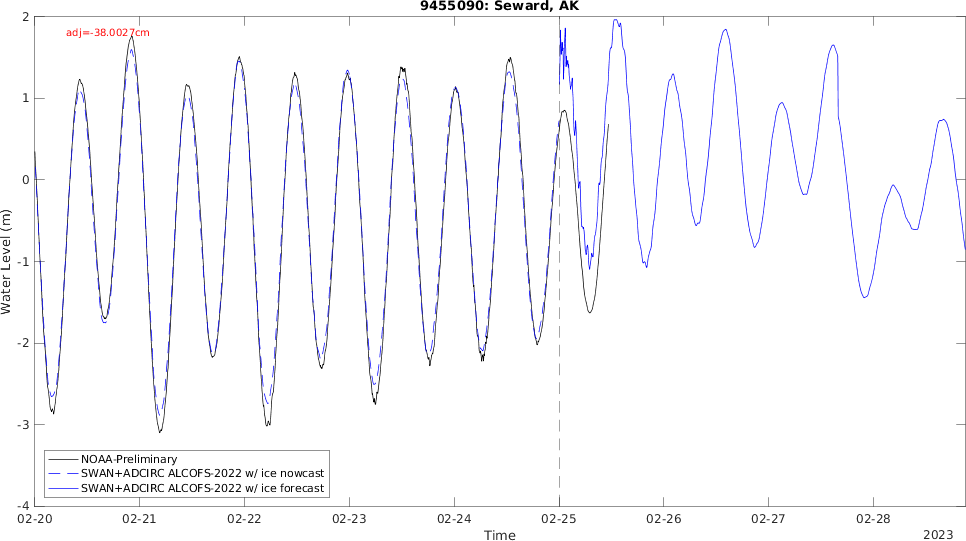 9455090: Seward, AK
adj=-38.0027cm
2
1
0
-1
-2
-3
-4
Water Level (m)
NOAA-Preliminary
SWAN+ADCIRC ALCOFS-2022 w/ ice nowcast
SWAN+ADCIRC ALCOFS-2022 w/ ice forecast
02-20 02-21 02-22 02-23 02-24 02-25 02-26 02-27 02-28
Time
2023